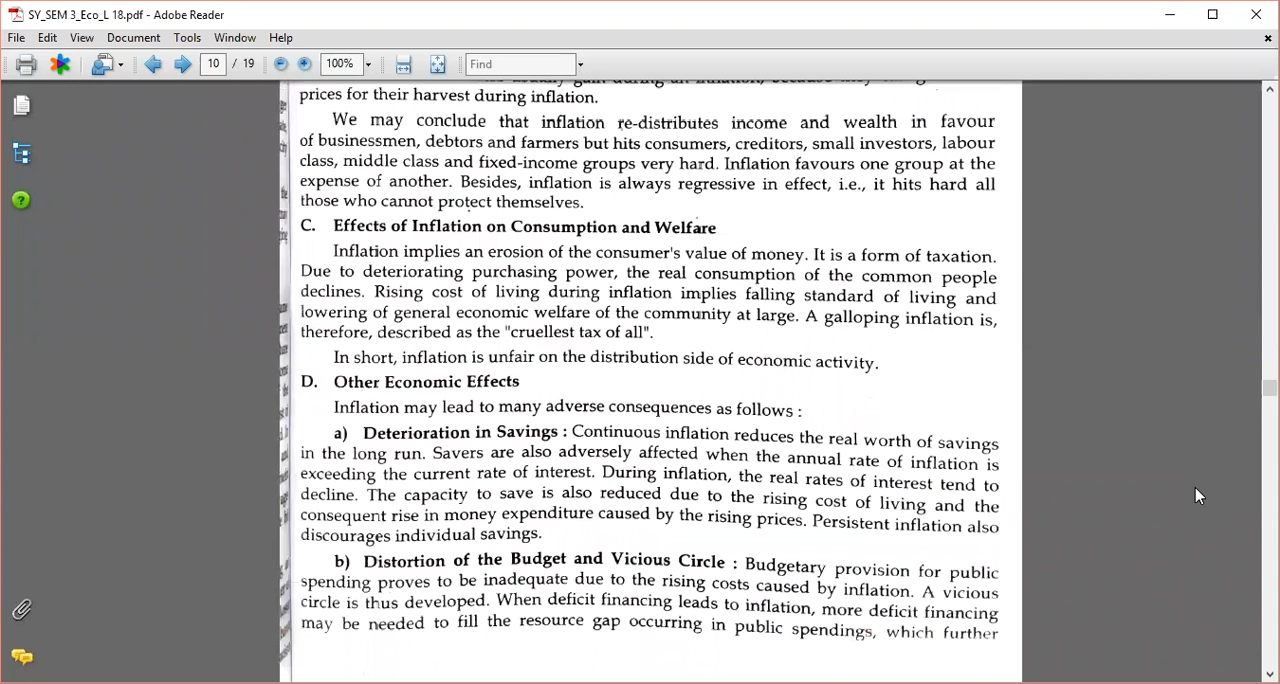 SY_SEM 3_Eco_L 18.pdf - Adobe Reader
File Edit View Document Tools Window Help
10 / 19 100% Find
usually gain during an inflation, because they
prices for their harvest during inflation.
We may conclude that inflation re-distributes income and wealth in favour
of businessmen, debtors and farmers but hits consumers, creditors, small investors, labour
class, middle class and fixed-income groups very hard. Inflation favours one group at the
expense of another. Besides, inflation is always regressive in effect, i.e., it hits hard all
those who cannot protect themselves.
C. Effects of Inflation on Consumption and Welfare
Inflation implies an erosion of the consumer's value of money. It is a form of taxation.
Due to deteriorating purchasing power, the real consumption of the common people
declines. Rising cost of living during inflation implies falling standard of living and
lowering of general economic welfare of the community at large. A galloping inflation is,
therefore, described as the "cruellest tax of all".
In short, inflation is unfair on the distribution side of economic activity.
D. Other Economic Effects
Inflation may lead to many adverse consequences as follows :
a) Deterioration in Savings : Continuous inflation reduces the real worth of savings
in the long run. Savers are also adversely affected when the annual rate of inflation is
exceeding the current rate of interest. During inflation, the real rates of interest tend to
decline. The capacity to save is also reduced due to the rising cost of living and the
consequent rise in money expenditure caused by the rising prices. Persistent inflation also
discourages individual savings.
b) Distortion of the Budget and Vicious Circle : Budgetary provision for public
spending proves to be inadequate due to the rising costs caused by inflation. A vicious
circle is thus developed. When deficit financing leads to inflation, more deficit financing
may be needed to fill the resource gap occurring in public spendings, which further